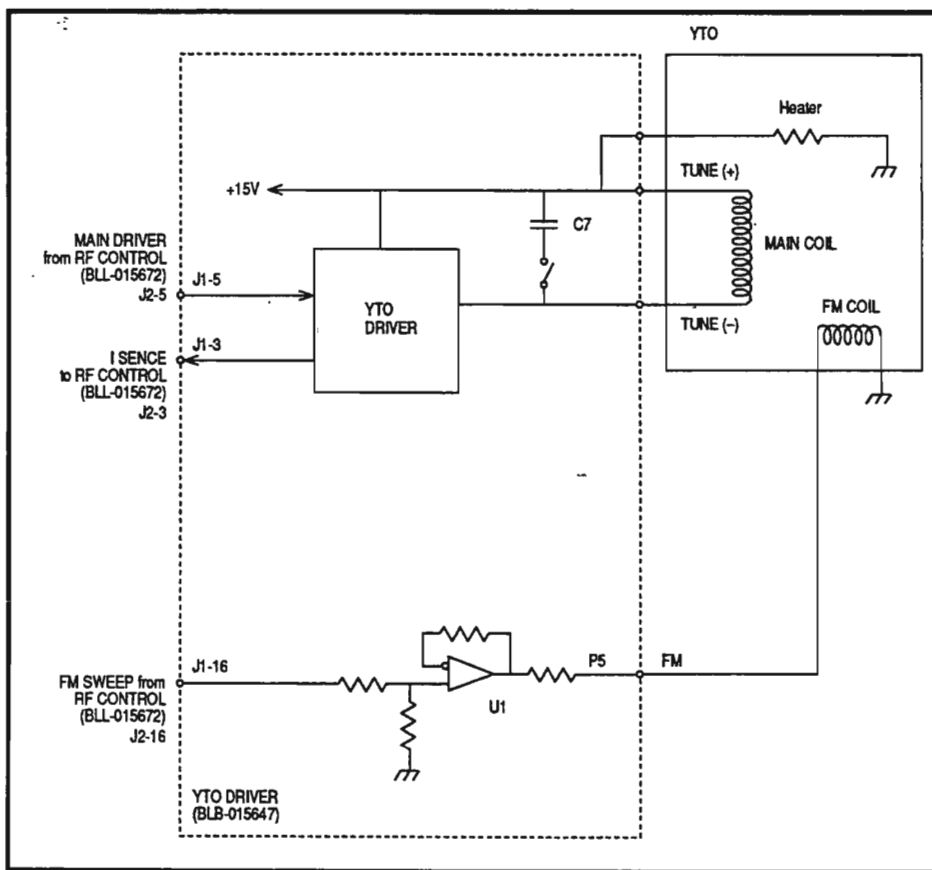 YTO
Heater
TUNE (+)
+15V
C7
MAIN DRIVER
from RF CONTROL
(BLL-015672)
J2-5
J1-5
MAIN COIL
YTO
DRIVER
FM COIL
TUNE (−)
J1-3
I SENCE
to RF CONTROL
(BLL-015672)
J2-3
J1-16
P5
FM
FM SWEEP from
RF CONTROL
(BLL-015672)
J2-16
U1
YTO DRIVER
(BLB-015647)